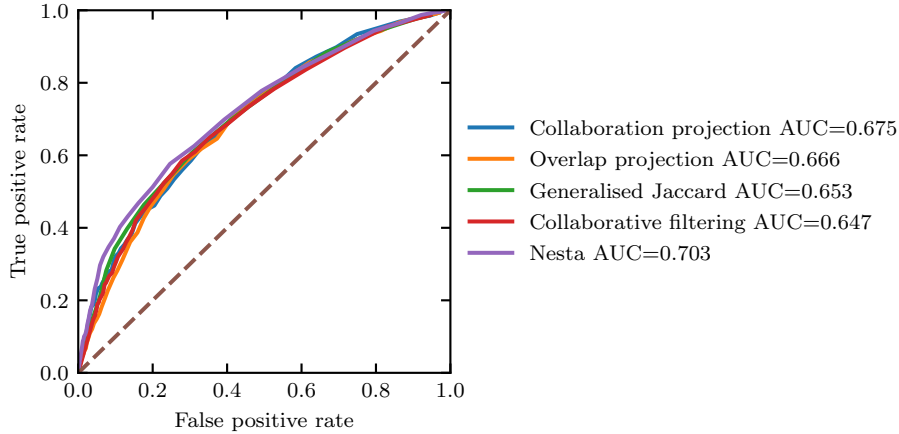 1.0
0.8
0.6
0.4
0.2
0.0
True positive rate
0.0 0.2 0.4 0.6 0.8 1.0
False positive rate
Collaboration projection AUC=0.675
Overlap projection AUC=0.666
Generalised Jaccard AUC=0.653
Collaborative filtering AUC=0.647
Nesta AUC=0.703